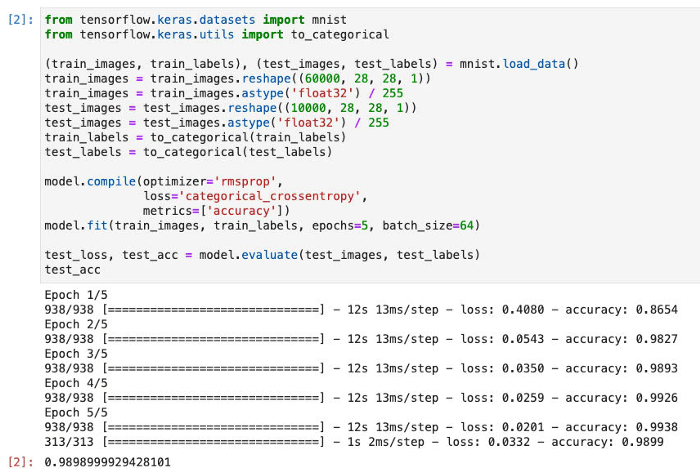 [2]: from tensorflow.keras.datasets import mnist
from tensorflow.keras.utils import to_categorical
(train_images, train_labels), (test_images, test_labels) = mnist.load_data()
train_images = train_images.reshape((60000, 28, 28, 1))
train_images = train_images.astype('float32') / 255
test_images = test_images.reshape((10000, 28, 28, 1))
test_images = test_images.astype('float32') / 255
train_labels = to_categorical(train_labels)
test_labels = to_categorical(test_labels)
model.compile(optimizer='rmsprop',
loss='categorical_crossentropy',
metrics=['accuracy'])
model.fit(train_images, train_labels, epochs=5, batch_size=64)
test_loss, test_acc = model.evaluate(test_images, test_labels)
test_acc
Epoch 1/5
938/938 [==============================] - 12s 13ms/step - loss: 0.4080 - accuracy: 0.8654
Epoch 2/5
938/938 [==============================] - 12s 13ms/step - loss: 0.0543 - accuracy: 0.9827
Epoch 3/5
938/938 [==============================] - 12s 13ms/step - loss: 0.0350 - accuracy: 0.9893
Epoch 4/5
938/938 [==============================] - 12s 13ms/step - loss: 0.0259 - accuracy: 0.9926
Epoch 5/5
938/938 [==============================] - 12s 13ms/step - loss: 0.0201 - accuracy: 0.9938
313/313 [==============================] - 1s 2ms/step - loss: 0.0332 - accuracy: 0.9899
[2]: 0.9898999929428101